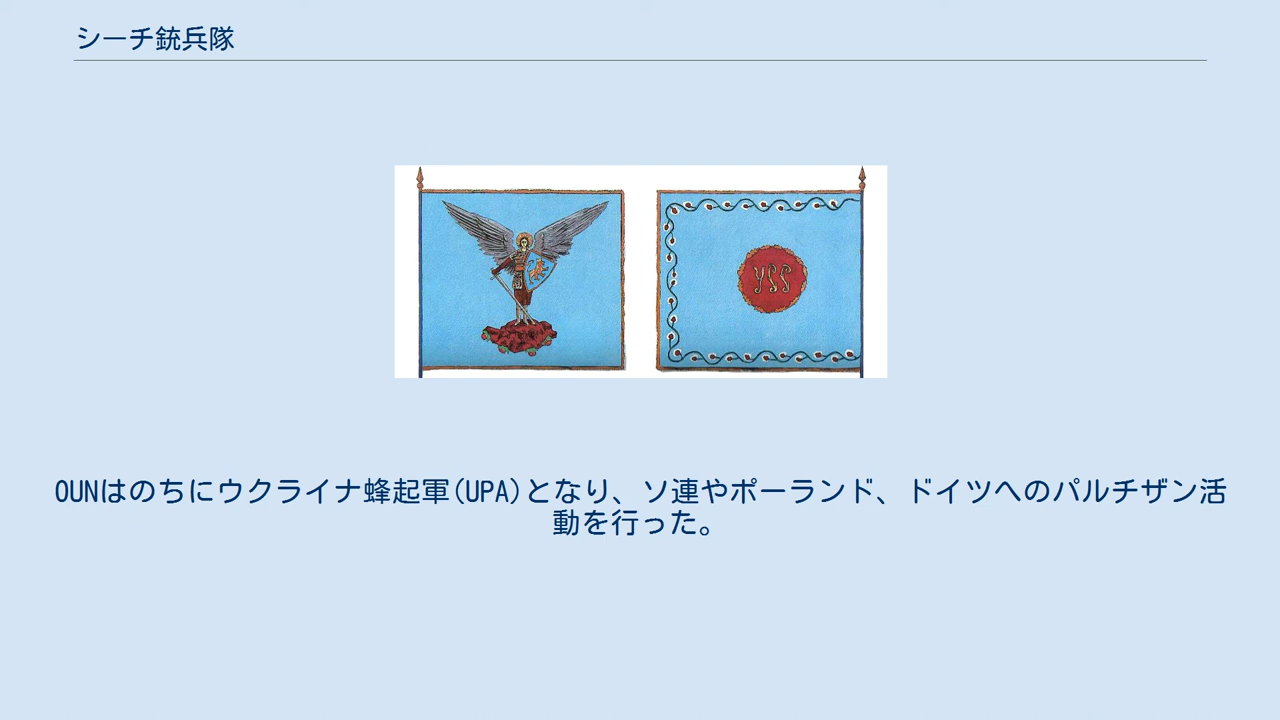 シーチ銃兵隊
УСС
OUNはのちにウクライナ蜂起軍(UPA)となり、ソ連やポーランド、ドイツへのパルチザン活
動を行った。